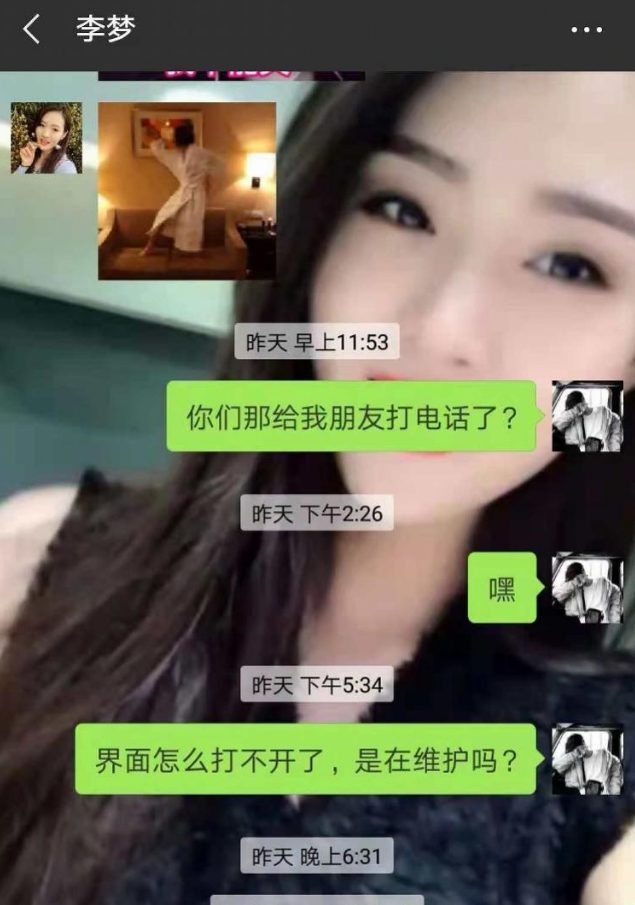 李梦
昨天 早上11:53
你们那给我朋友打电话了？
昨天 下午2:26
嘿
昨天 下午5:34
界面怎么打不开了，是在维护吗？
昨天 晚上6:31